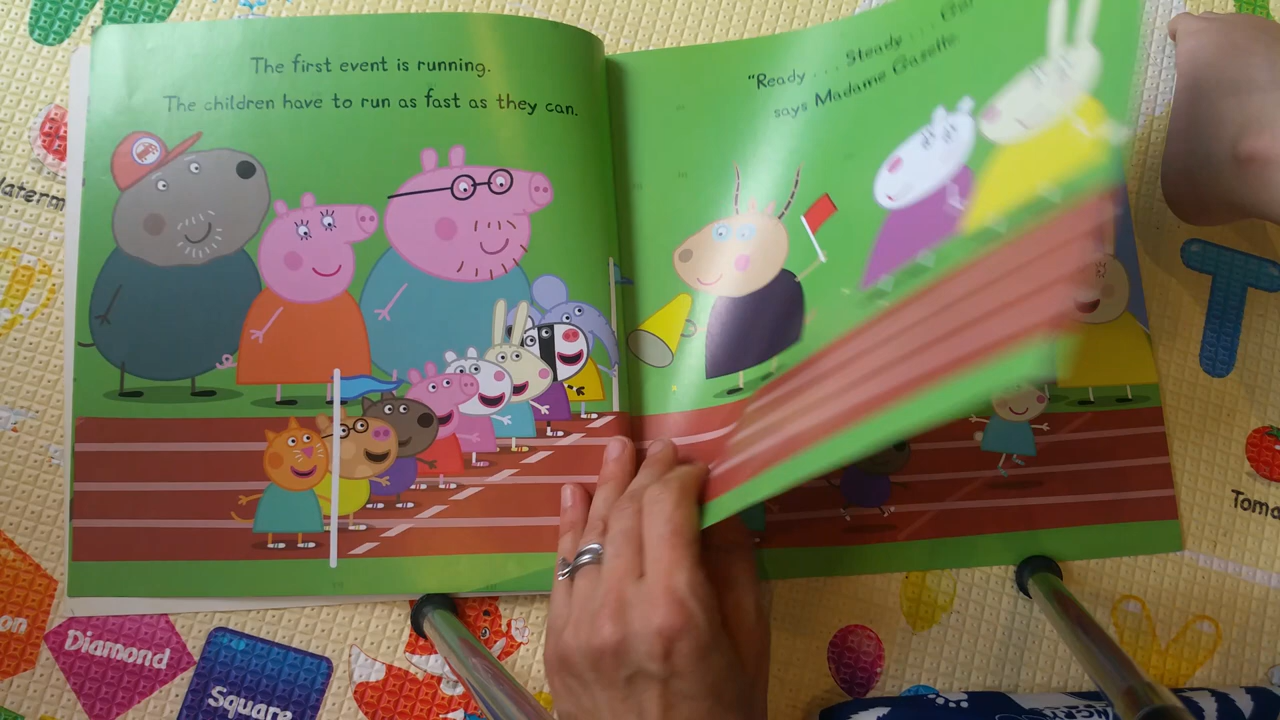 The first event is running.
The children have to run as fast as they can.
"Ready . . . Steady . . .
says Madame Gazelle.
Diamond
Square